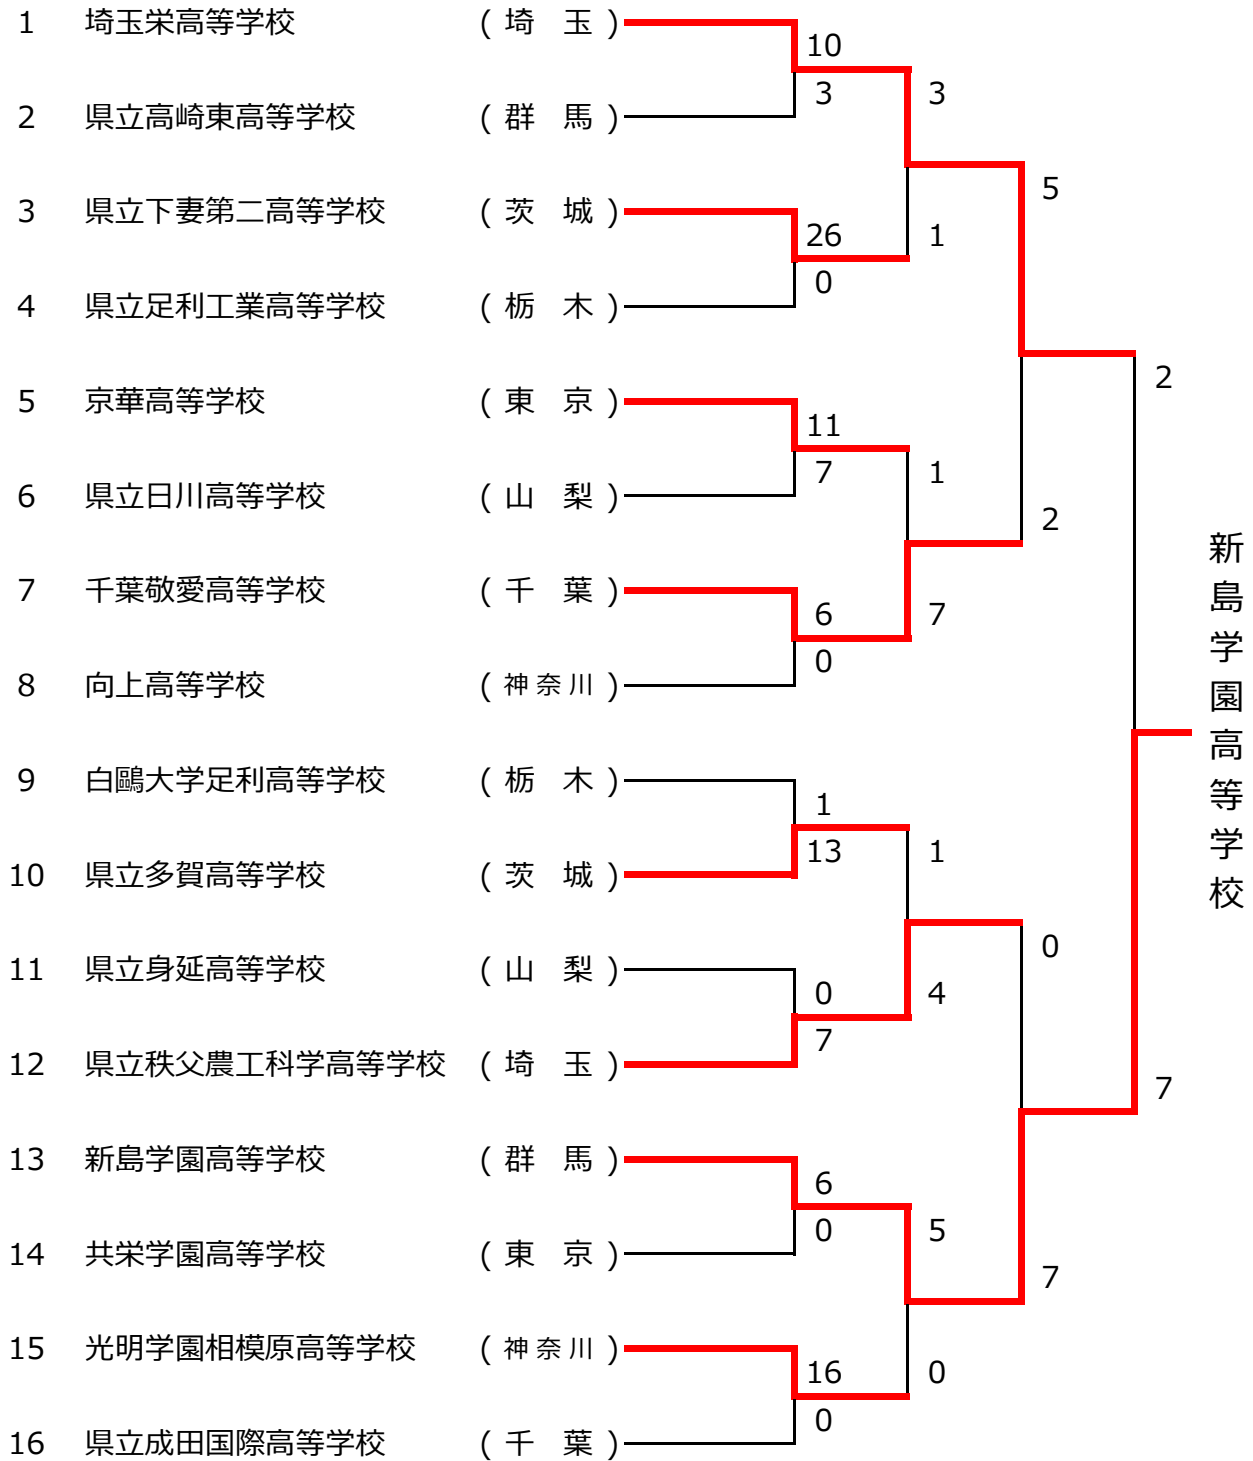 1 埼玉栄高等学校 ( 埼 玉 )
10
3
3
2 県立高崎東高等学校 ( 群 馬 )
5
3 県立下妻第二高等学校 ( 茨 城 )
26
1
0
4 県立足利工業高等学校 ( 栃 木 )
2
5 京華高等学校 ( 東 京 )
11
7
1
6 県立日川高等学校 ( 山 梨 )
2
7 千葉敬愛高等学校 ( 千 葉 )
6
7
0
8 向上高等学校 ( 神 奈 川 )
新島学園高等学校
9 白鷗大学足利高等学校 ( 栃 木 )
1
13
1
10 県立多賀高等学校 ( 茨 城 )
0
11 県立身延高等学校 ( 山 梨 )
0
4
7
12 県立秩父農工科学高等学校 ( 埼 玉 )
7
13 新島学園高等学校 ( 群 馬 )
6
0
5
14 共栄学園高等学校 ( 東 京 )
7
15 光明学園相模原高等学校 ( 神 奈 川 )
16
0
0
16 県立成田国際高等学校 ( 千 葉 )